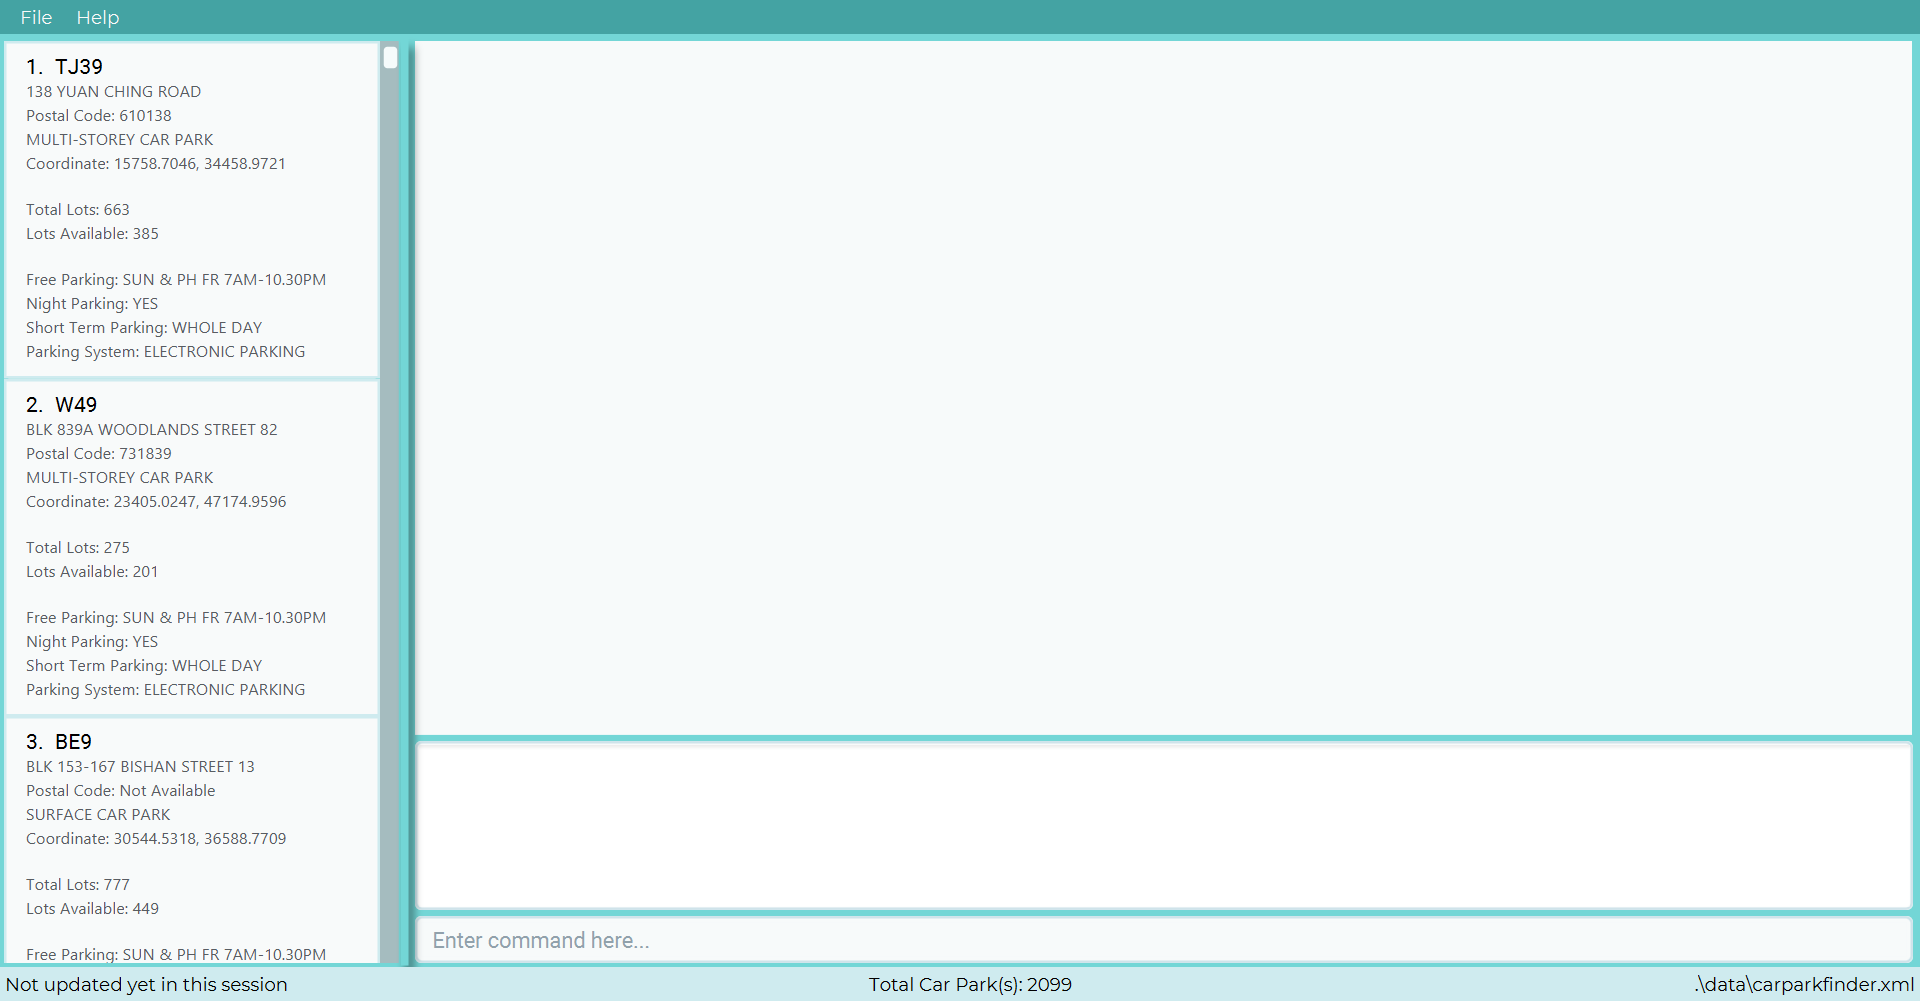 File Help
1. TJ39
138 YUAN CHING ROAD
Postal Code: 610138
MULTI-STOREY CAR PARK
Coordinate: 15758.7046, 34458.9721
Total Lots: 663
Lots Available: 385
Free Parking: SUN & PH FR 7AM-10.30PM
Night Parking: YES
Short Term Parking: WHOLE DAY
Parking System: ELECTRONIC PARKING
2. W49
BLK 839A WOODLANDS STREET 82
Postal Code: 731839
MULTI-STOREY CAR PARK
Coordinate: 23405.0247, 47174.9596
Total Lots: 275
Lots Available: 201
Free Parking: SUN & PH FR 7AM-10.30PM
Night Parking: YES
Short Term Parking: WHOLE DAY
Parking System: ELECTRONIC PARKING
3. BE9
BLK 153-167 BISHAN STREET 13
Postal Code: Not Available
SURFACE CAR PARK
Coordinate: 30544.5318, 36588.7709
Total Lots: 777
Lots Available: 449
Free Parking: SUN & PH FR 7AM-10.30PM
Enter command here...
Not updated yet in this session
Total Car Park(s): 2099
.\data\carparkfinder.xml